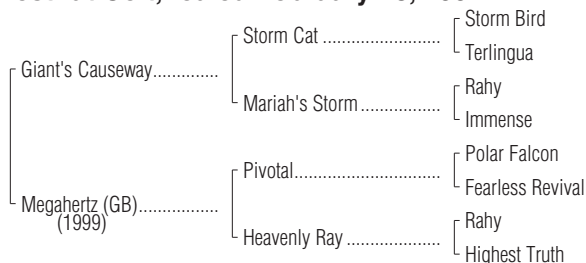 Storm Bird
Storm Cat
Terlingua
Giant's Causeway
Rahy
Mariah's Storm
Immense
Polar Falcon
Pivotal
Fearless Revival
Megahertz (GB)
(1999)
Rahy
Heavenly Ray
Highest Truth